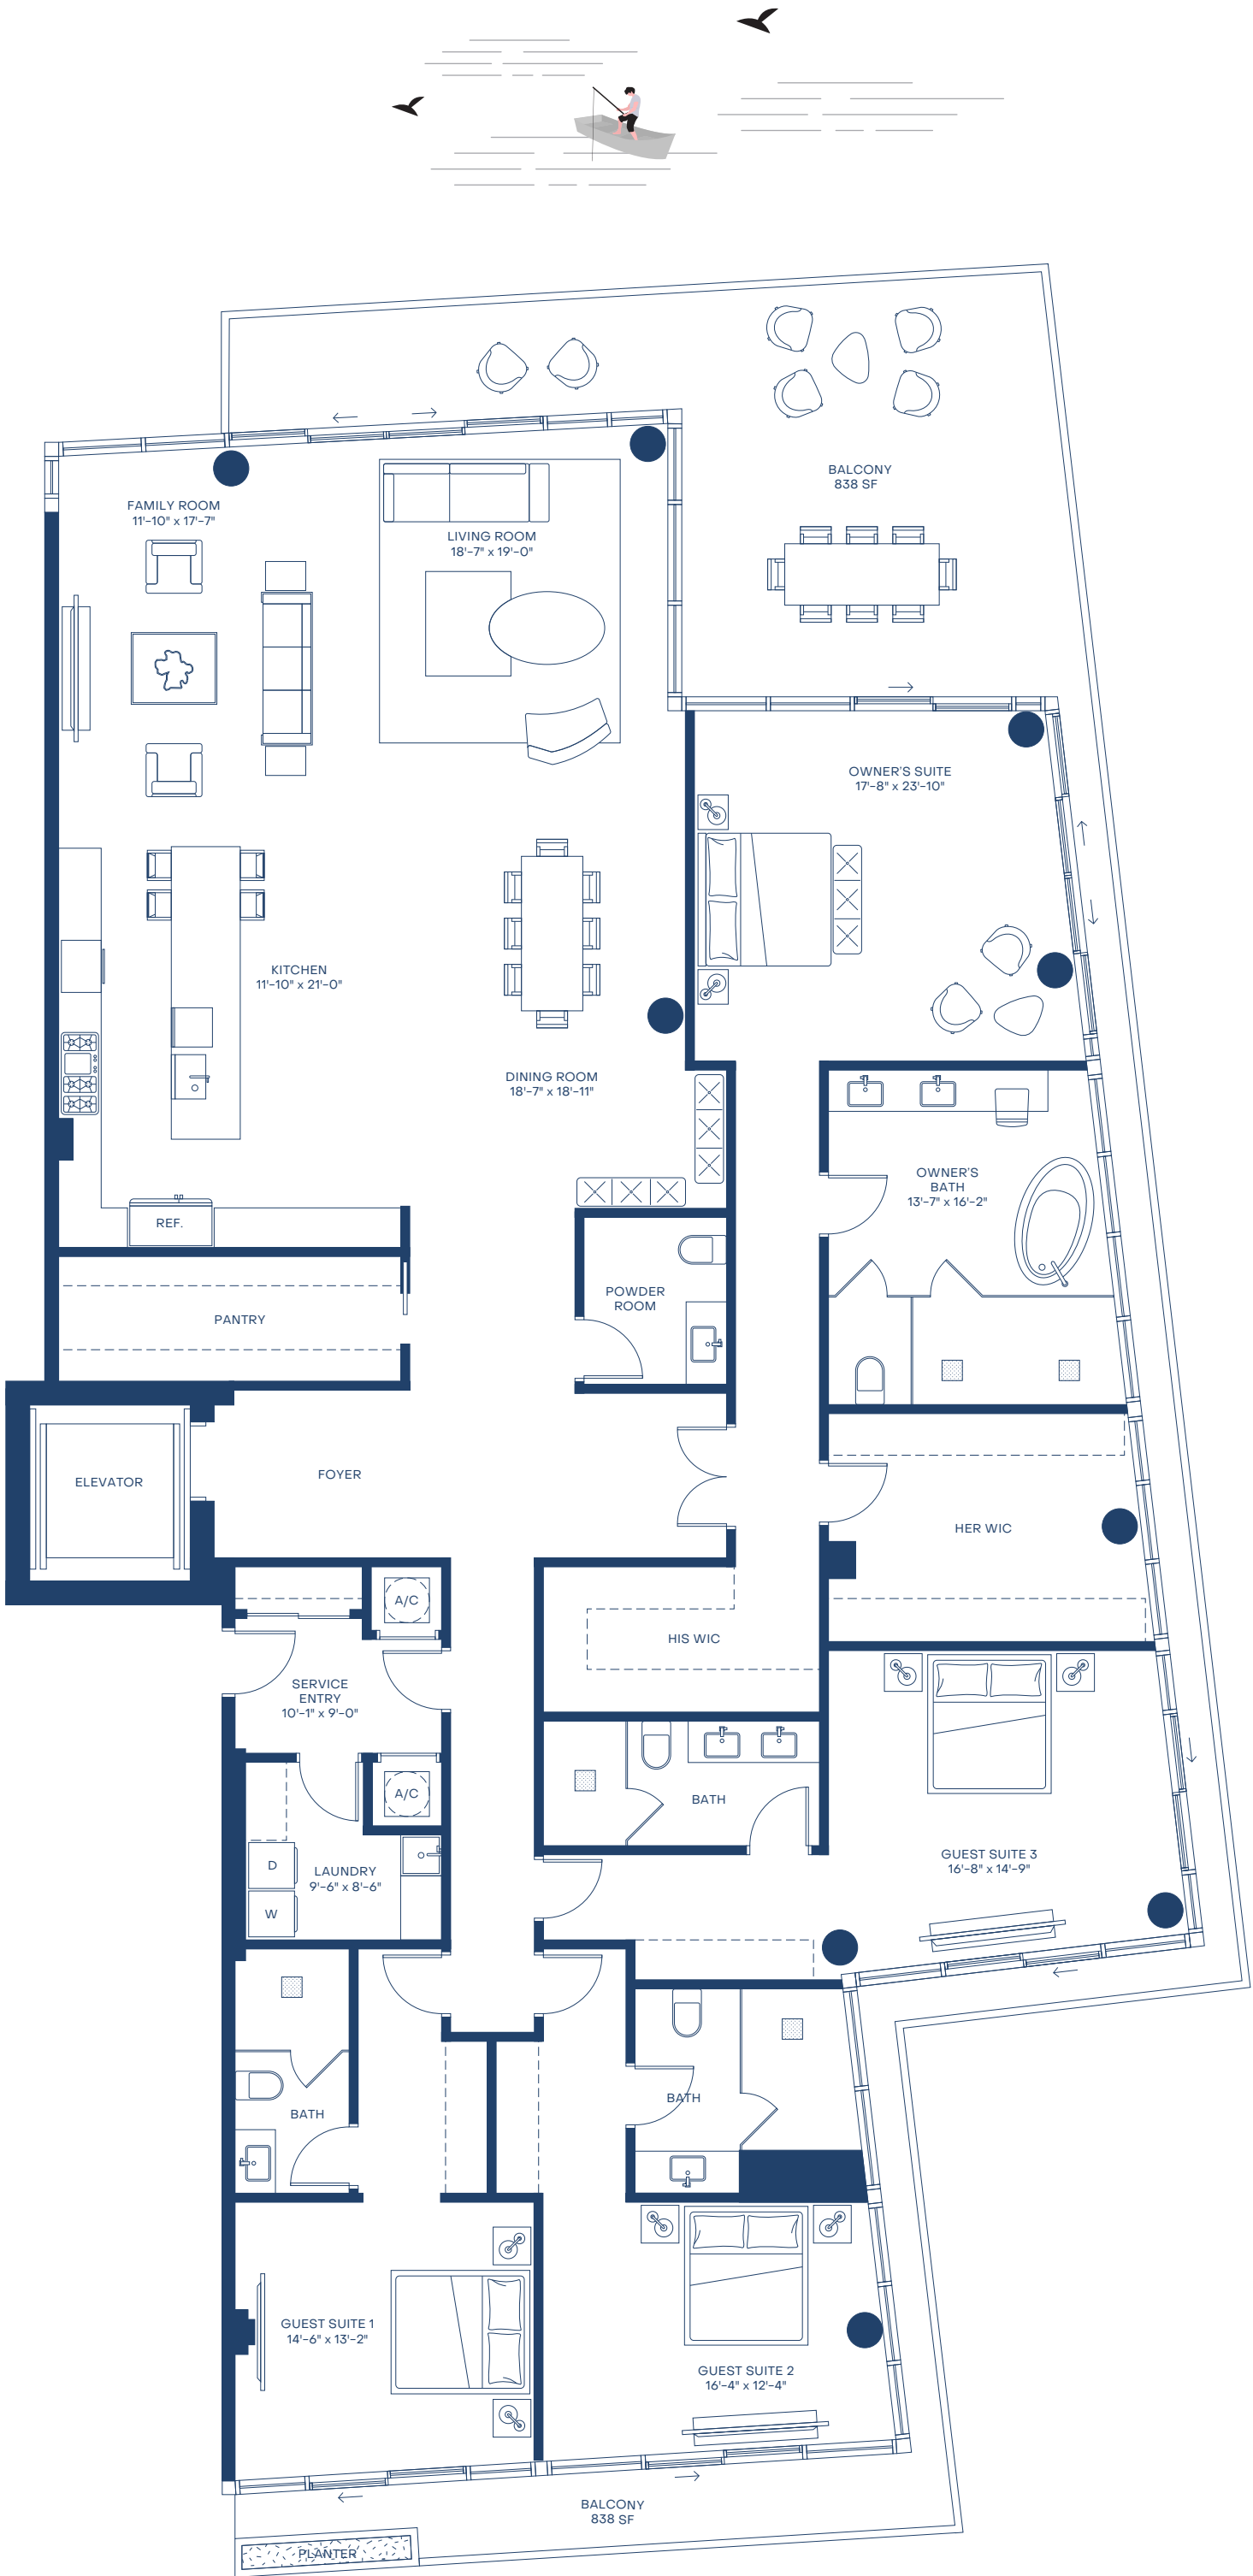 BALCONY
838 SF
FAMILY ROOM
11'-10" x 17'-7"
LIVING ROOM
18'-7" x 19'-0"
OWNER'S SUITE
17'-8" x 23'-10"
KITCHEN
11'-10" x 21'-0"
DINING ROOM
18'-7" x 18'-11"
OWNER'S
BATH
13'-7" x 16'-2"
REF.
POWDER
ROOM
PANTRY
ELEVATOR
FOYER
HER WIC
A/C
HIS WIC
SERVICE
ENTRY
10'-1" x 9'-0"
A/C
BATH
GUEST SUITE 3
16'-8" x 14'-9"
D
LAUNDRY
9'-6" x 8'-6"
W
BATH
BATH
GUEST SUITE 1
14'-6" x 13'-2"
GUEST SUITE 2
16'-4" x 12'-4"
BALCONY
838 SF
PLANTER